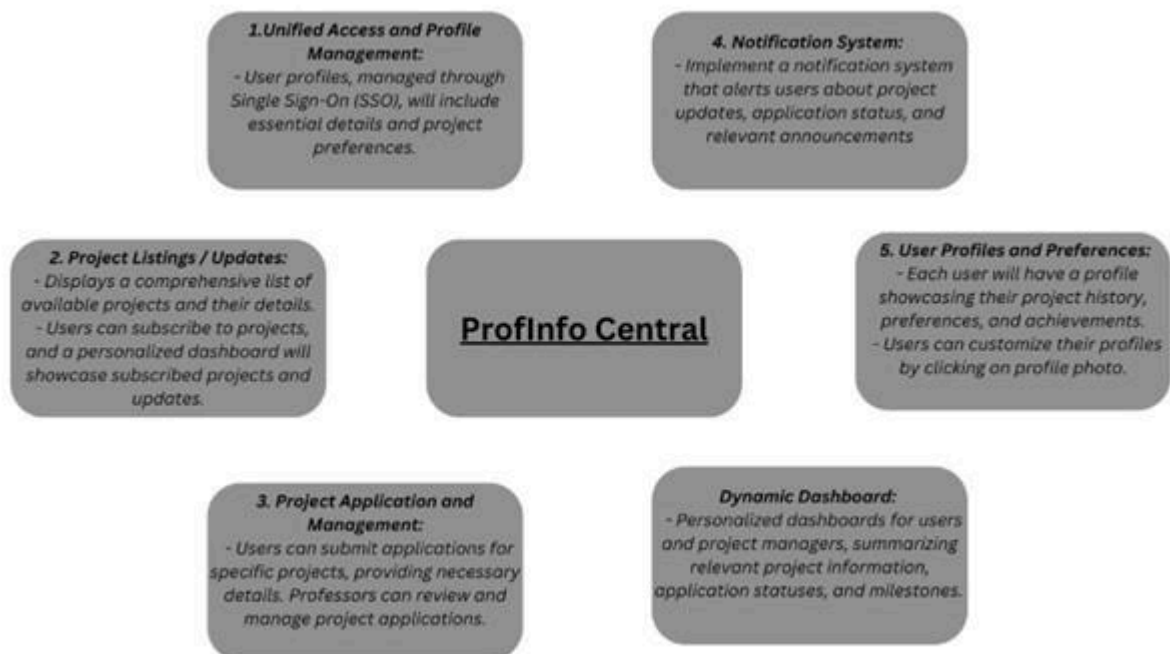 1.Unified Access and Profile
Management:
- User profiles, managed through
Single Sign-On (SSO), will include
essential details and project
preferences.
4. Notification System:
- Implement a notification system
that alerts users about project
updates, application status, and
relevant announcements
2. Project Listings / Updates:
- Displays a comprehensive list of
available projects and their details.
- Users can subscribe to projects,
and a personalized dashboard will
showcase subscribed projects and
updates.
ProfInfo Central
5. User Profiles and Preferences:
- Each user will have a profile
showcasing their project history,
preferences, and achievements.
- Users can customize their profiles
by clicking on profile photo.
3. Project Application and
Management:
- Users can submit applications for
specific projects, providing necessary
details. Professors can review and
manage project applications.
Dynamic Dashboard:
- Personalized dashboards for users
and project managers, summarizing
relevant project information,
application statuses, and milestones.